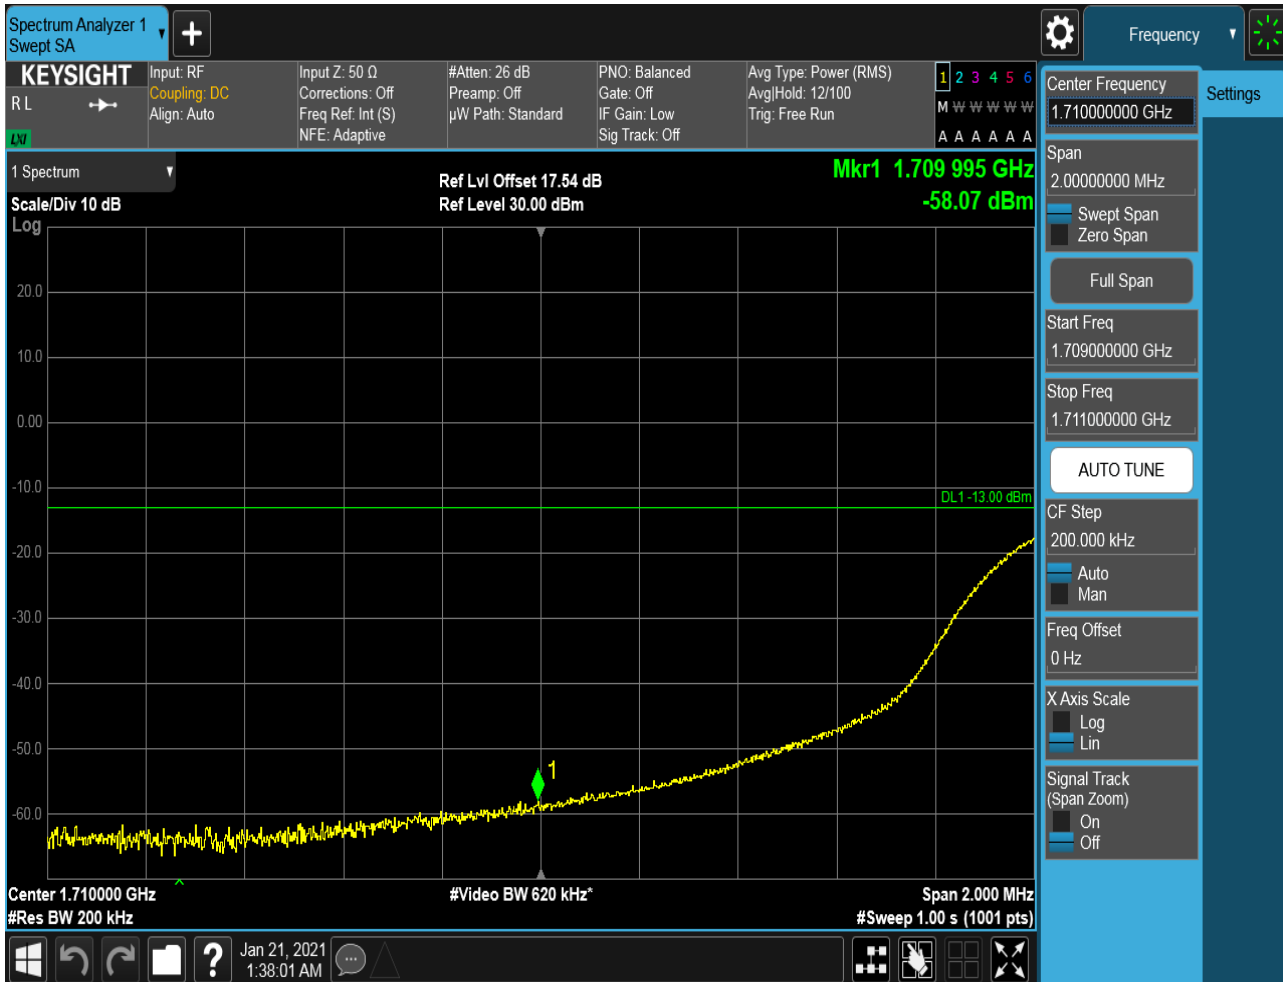 Spectrum Analyzer 1
Swept SA
Frequency
KEYSIGHT
R L
LXI
Input: RF
Coupling: DC
Align: Auto
Input Z: 50 Ω
Corrections: Off
Freq Ref: Int (S)
NFE: Adaptive
#Atten: 26 dB
Preamp: Off
µW Path: Standard
PNO: Balanced
Gate: Off
IF Gain: Low
Sig Track: Off
Avg Type: Power (RMS)
Avg|Hold: 12/100
Trig: Free Run
1 2 3 4 5 6
M W W W W W
A A A A A A
1 Spectrum
Scale/Div 10 dB
Log
Ref Lvl Offset 17.54 dB
Ref Level 30.00 dBm
Mkr1 1.709 995 GHz
-58.07 dBm
20.0
10.0
0.00
-10.0
-20.0
-30.0
-40.0
-50.0
-60.0
DL1 -13.00 dBm
1
Center 1.710000 GHz
#Res BW 200 kHz
#Video BW 620 kHz*
Span 2.000 MHz
#Sweep 1.00 s (1001 pts)
?
Jan 21, 2021
1:38:01 AM
Center Frequency
1.710000000 GHz
Settings
Span
2.00000000 MHz
Swept Span
Zero Span
Full Span
Start Freq
1.709000000 GHz
Stop Freq
1.711000000 GHz
AUTO TUNE
CF Step
200.000 kHz
Auto
Man
Freq Offset
0 Hz
X Axis Scale
Log
Lin
Signal Track
(Span Zoom)
On
Off